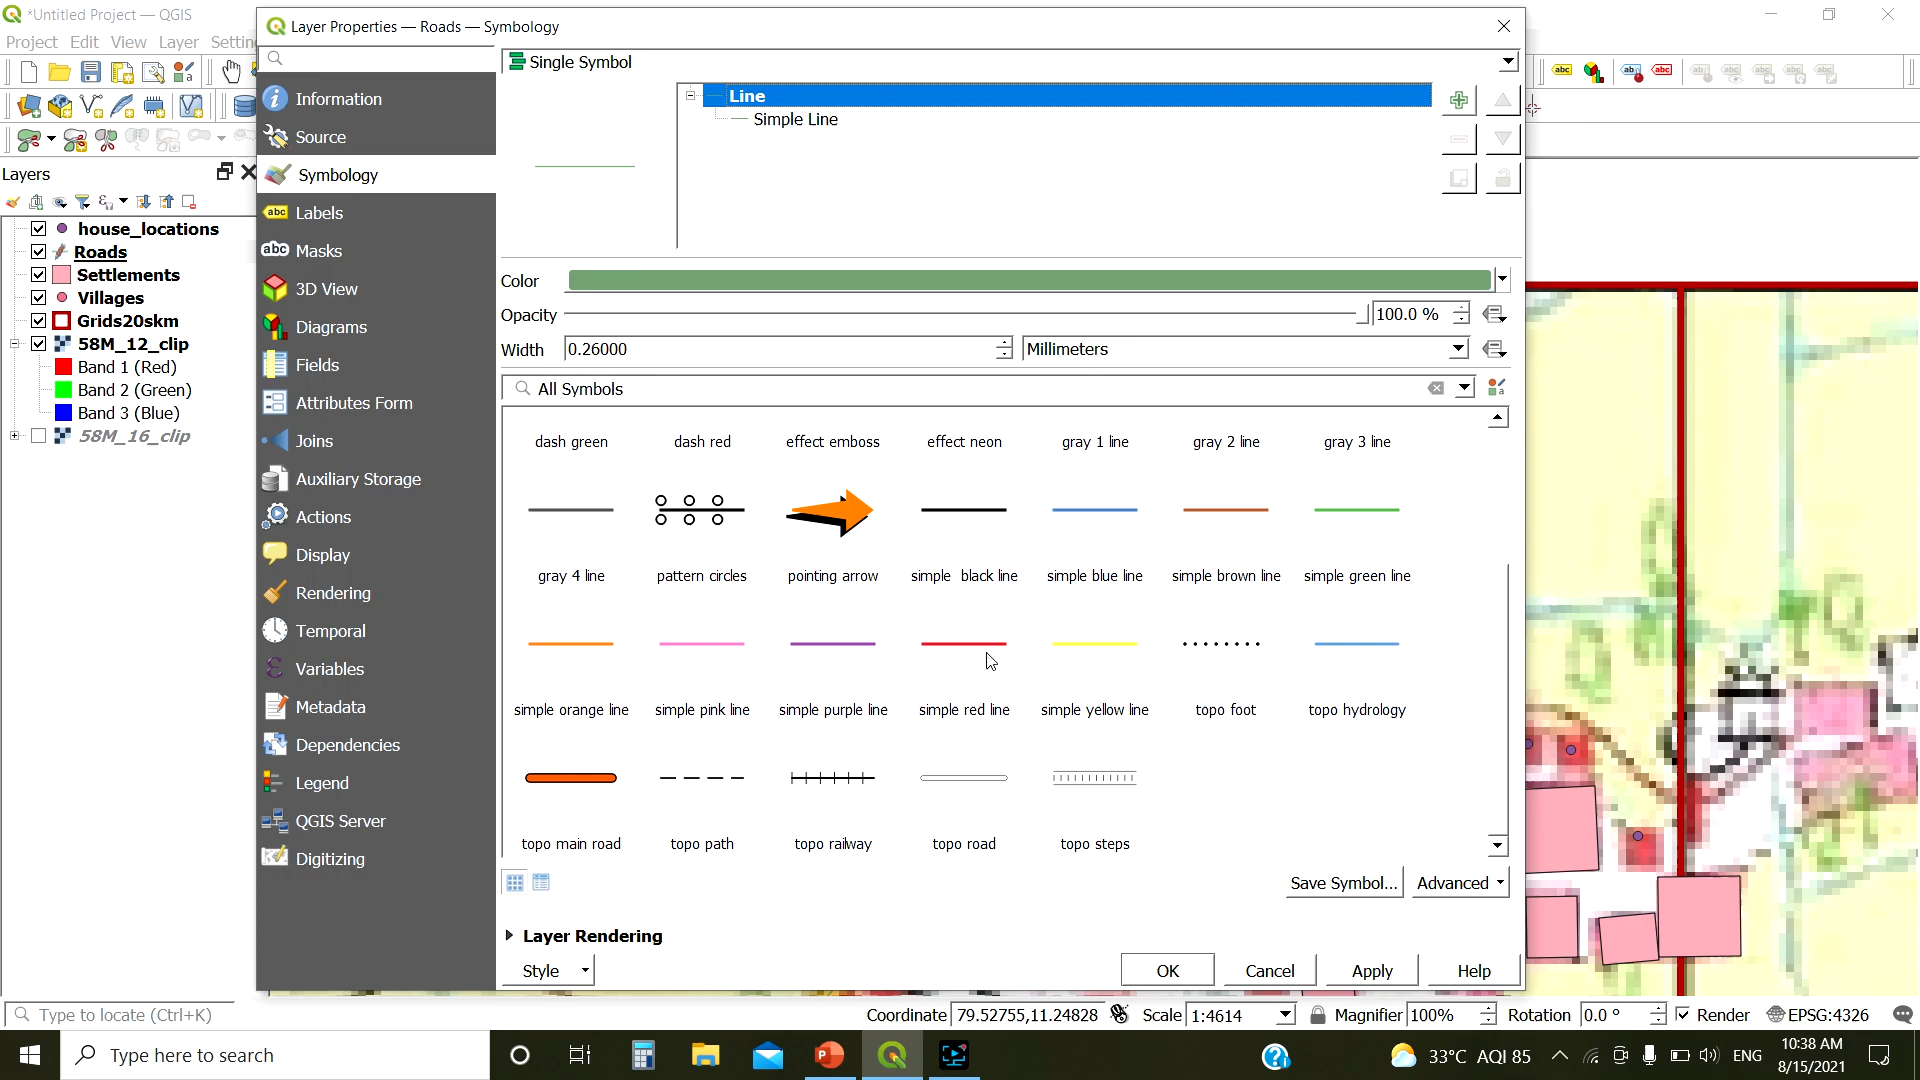 *Untitled Project — QGIS
Project Edit View Layer
Layers
house_locations
Roads
Settlements
Villages
Grids20skm
58M_12_clip
Band 1 (Red)
Band 2 (Green)
Band 3 (Blue)
58M_16_clip
Layer Properties — Roads — Symbology
Information
Source
Symbology
abc Labels
abc Masks
3D View
Diagrams
Fields
Attributes Form
Joins
Auxiliary Storage
Actions
Display
Rendering
Temporal
Variables
Metadata
Dependencies
Legend
QGIS Server
Digitizing
Single Symbol
Line
Simple Line
Color
Opacity 100.0 %
Width 0.26000 Millimeters
All Symbols
dash green dash red effect emboss effect neon gray 1 line gray 2 line gray 3 line
gray 4 line pattern circles pointing arrow simple black line simple blue line simple brown line simple green line
simple orange line simple pink line simple purple line simple red line simple yellow line topo foot topo hydrology
topo main road topo path topo railway topo road topo steps
Save Symbol... Advanced
Layer Rendering
Style OK Cancel Apply Help
Type to locate (Ctrl+K) Coordinate 79.52755,11.24828 Scale 1:4614 Magnifier 100% Rotation 0.0 ° Render EPSG:4326
Type here to search
33°C AQI 85 ENG
10:38 AM
8/15/2021